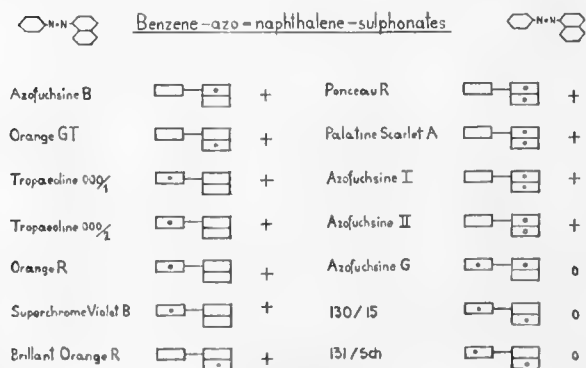 N=N Benzene-azo=naphthalene-sulphonates N=N
Azofuchsine B +
Orange GT +
Tropaeoline 000/1 +
Tropaeoline 000/2 +
Orange R +
Superchrome Violet B +
Brillant Orange R +
Ponceau R +
Palatine Scarlet A +
Azofuchsine I +
Azofuchsine II +
Azofuchsine G o
130/15 o
131/Sch o